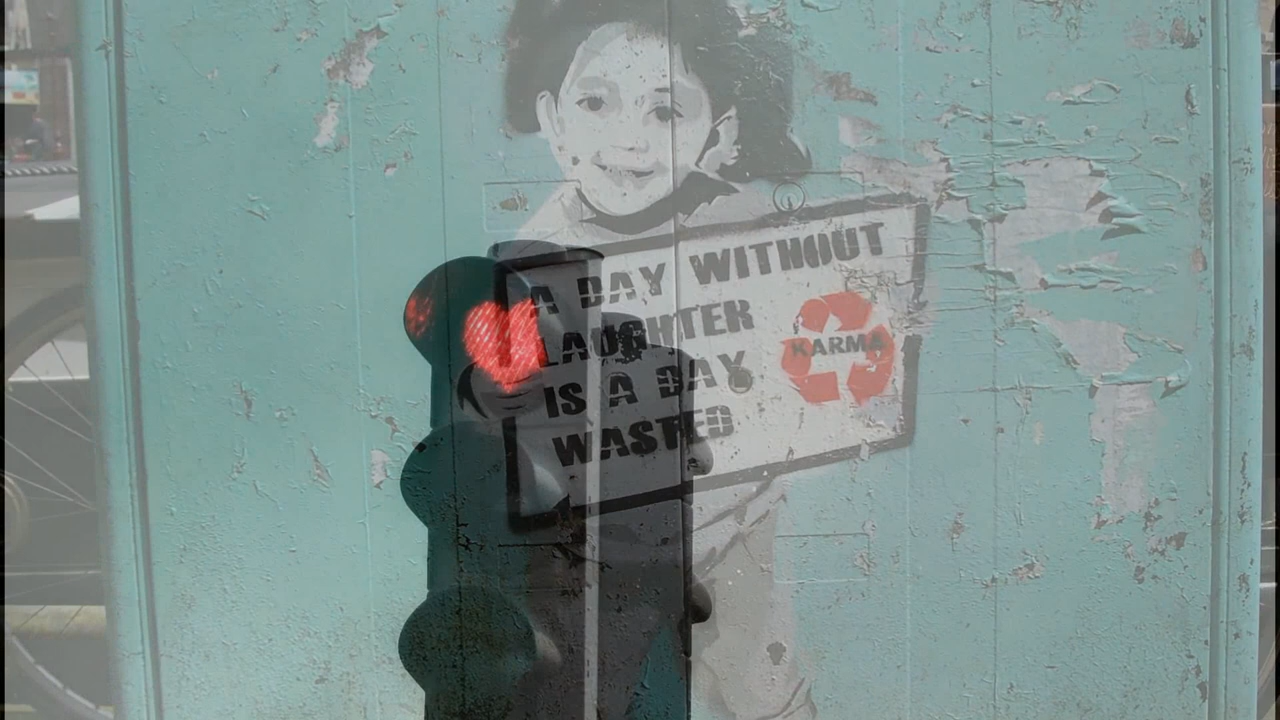 A DAY WITHOUT
LAUGHTER
IS A DAY
WASTED
KARMA